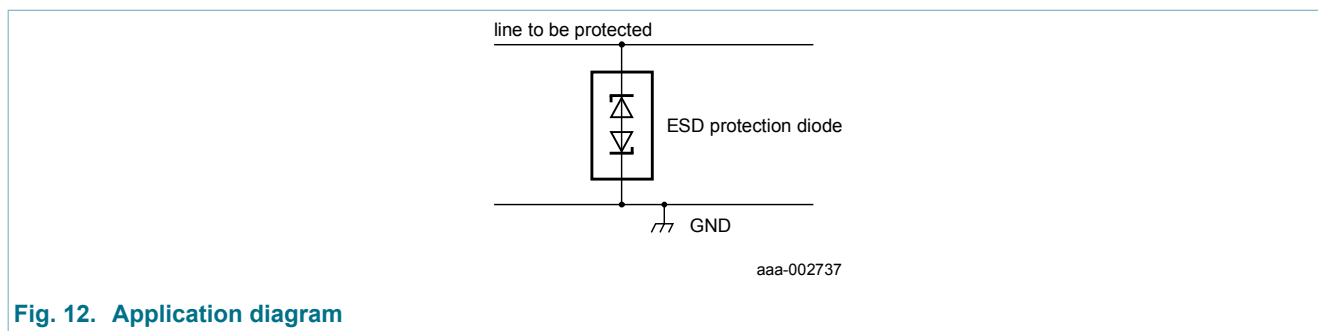 line to be protected
ESD protection diode
GND
aaa-002737
Fig. 12. Application diagram